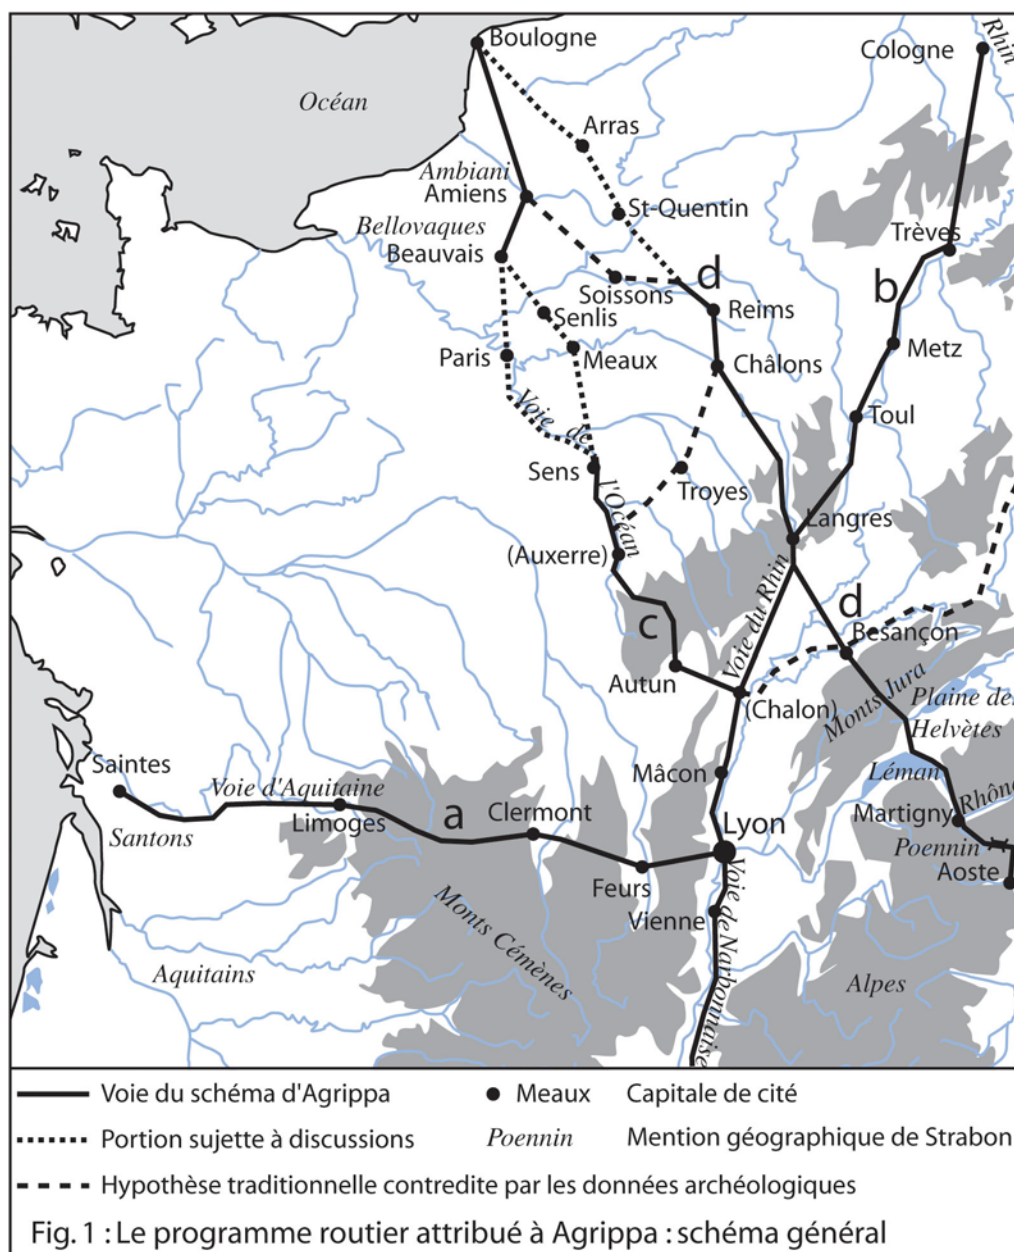 Boulogne
Cologne
Rhin
Océan
Arras
Ambiani
Amiens
St-Quentin
Bellovaques
Beauvais
Trèves
d
b
Soissons
Reims
Senlis
Paris
Meaux
Châlons
Metz
Voie de
l'Océan
Toul
Sens
Troyes
Langres
(Auxerre)
Voie du Rhin
c
d
Besançon
Autun
(Chalon)
Monts Jura
Plaine des
Helvètes
Saintes
Mâcon
Léman
Voie d'Aquitaine
Limoges
a
Clermont
Lyon
Martigny
Rhône
Santons
Poennin
Aoste
Feurs
Vienne
Voie de Narbonnaise
Monts Cémènes
Aquitains
Alpes
Voie du schéma d'Agrippa
Meaux Capitale de cité
Portion sujette à discussions
Poennin Mention géographique de Strabon
Hypothèse traditionnelle contredite par les données archéologiques
Fig. 1 : Le programme routier attribué à Agrippa : schéma général